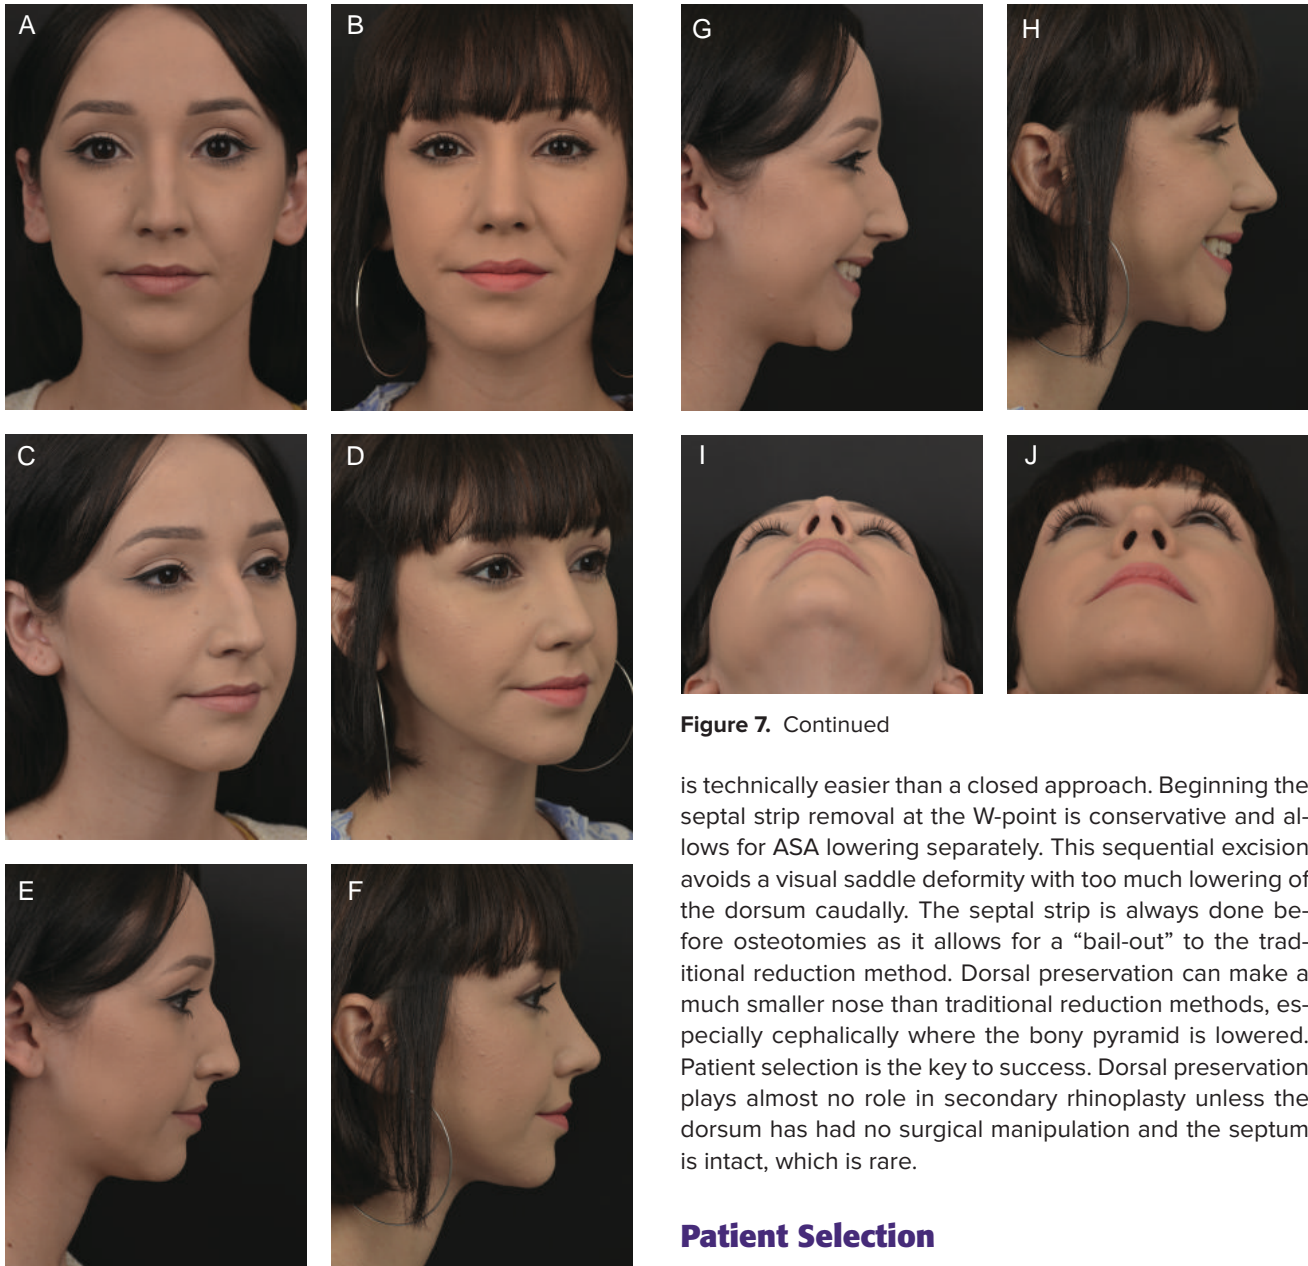 A
B
C
D
E
F
G
H
I
J
Figure 7. Continued
is technically easier than a closed approach. Beginning the
septal strip removal at the W-point is conservative and al-
lows for ASA lowering separately. This sequential excision
avoids a visual saddle deformity with too much lowering of
the dorsum caudally. The septal strip is always done be-
fore osteotomies as it allows for a “bail-out” to the trad-
itional reduction method. Dorsal preservation can make a
much smaller nose than traditional reduction methods, es-
pecially cephalically where the bony pyramid is lowered.
Patient selection is the key to success. Dorsal preservation
plays almost no role in secondary rhinoplasty unless the
dorsum has had no surgical manipulation and the septum
is intact, which is rare.
Patient Selection